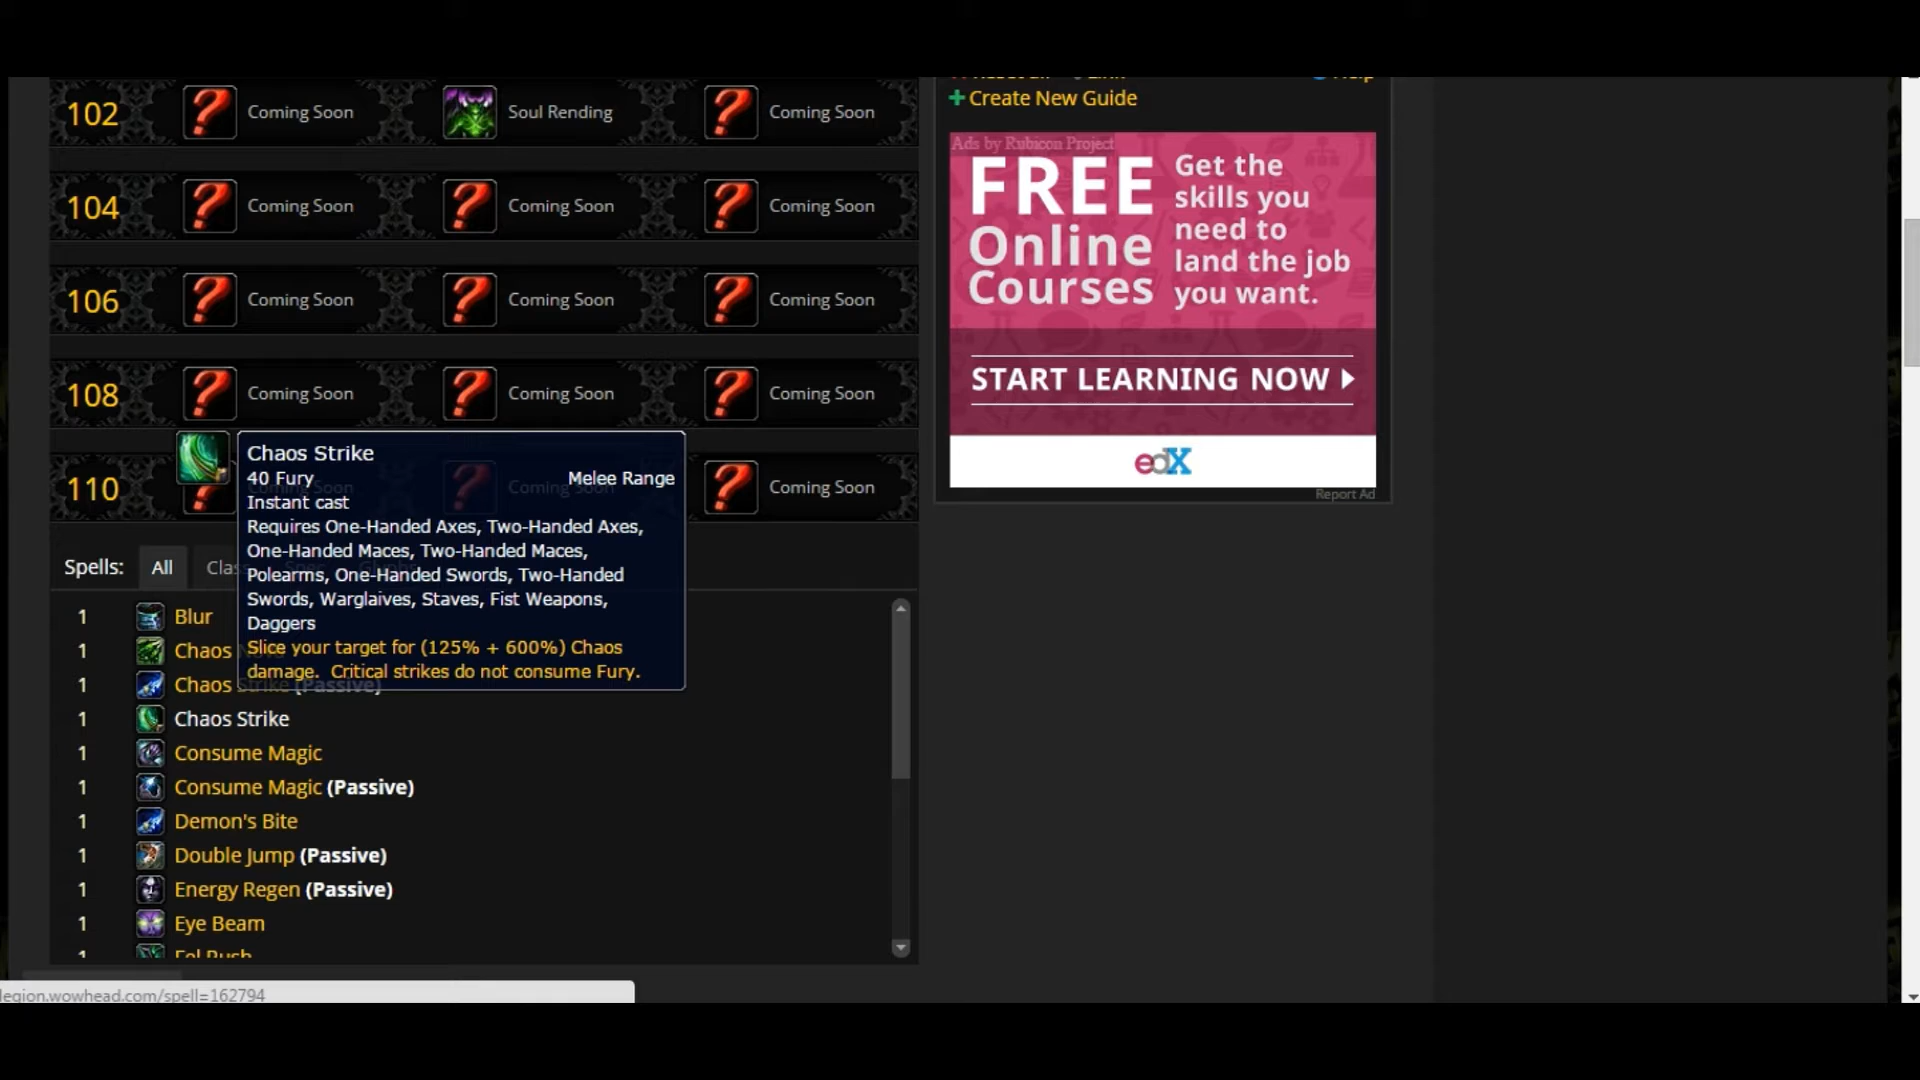 102 Coming Soon Soul Rending Coming Soon
104 Coming Soon Coming Soon Coming Soon
106 Coming Soon Coming Soon Coming Soon
108 Coming Soon Coming Soon Coming Soon
110 Coming Soon Coming Soon
Chaos Strike
40 Fury Melee Range
Instant cast
Requires One-Handed Axes, Two-Handed Axes,
One-Handed Maces, Two-Handed Maces,
Polearms, One-Handed Swords, Two-Handed
Swords, Warglaives, Staves, Fist Weapons,
Daggers
Slice your target for (125% + 600%) Chaos
damage. Critical strikes do not consume Fury.
Spells: All
1 Blur
1 Chaos
1 Chaos Strike (Passive)
1 Chaos Strike
1 Consume Magic
1 Consume Magic (Passive)
1 Demon's Bite
1 Double Jump (Passive)
1 Energy Regen (Passive)
1 Eye Beam
1 Fel Rush
legion.wowhead.com/spell=162794
Help
+Create New Guide
Ads by Rubicon Project
FREE
Online
Courses
Get the
skills you
need to
land the job
you want.
START LEARNING NOW
edX
Report Ad